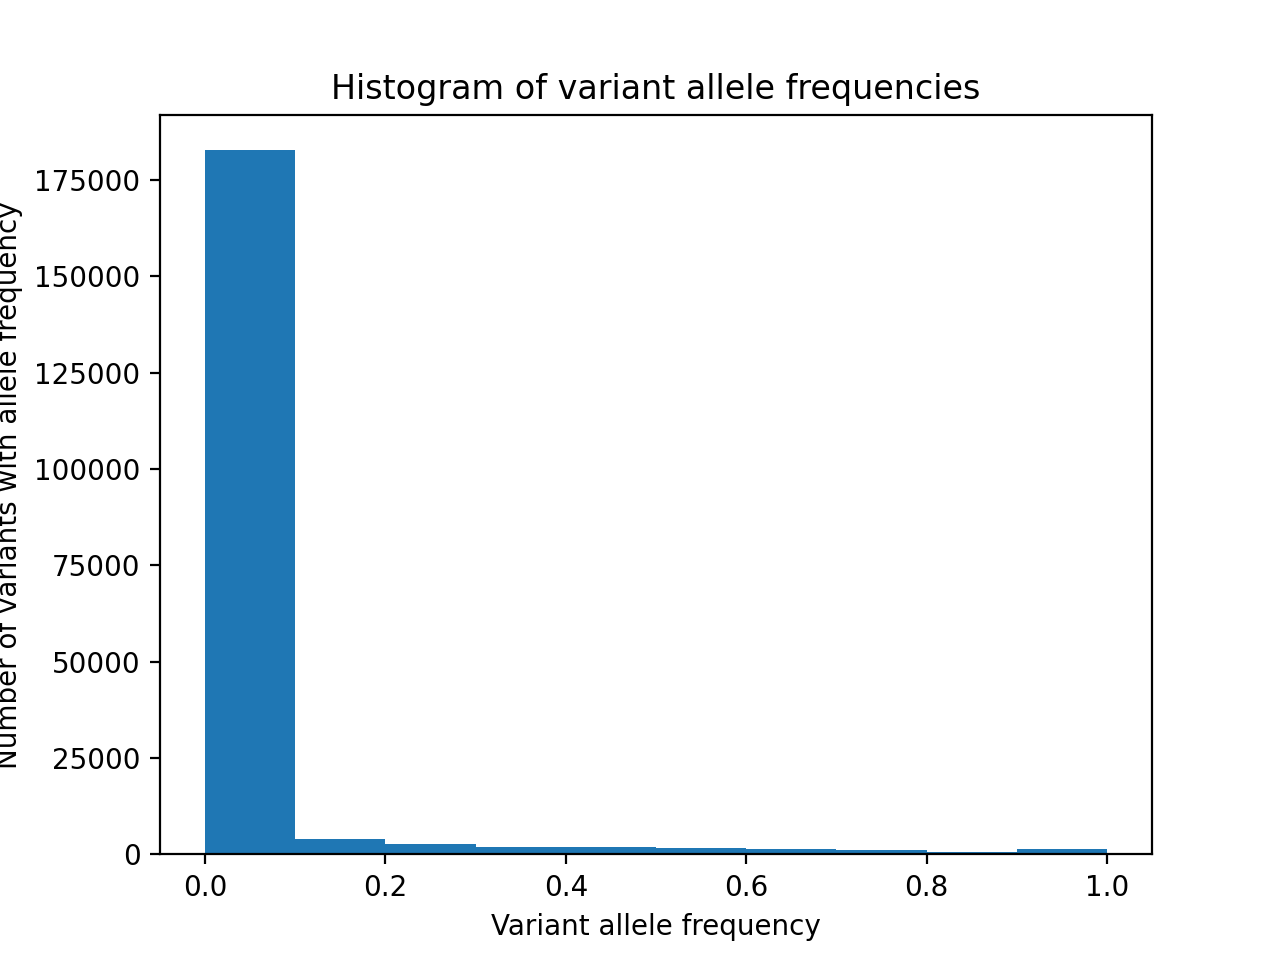 Histogram of variant allele frequencies
Number of variants with allele frequency
175000
150000
125000
100000
75000
50000
25000
0
0.0 0.2 0.4 0.6 0.8 1.0
Variant allele frequency